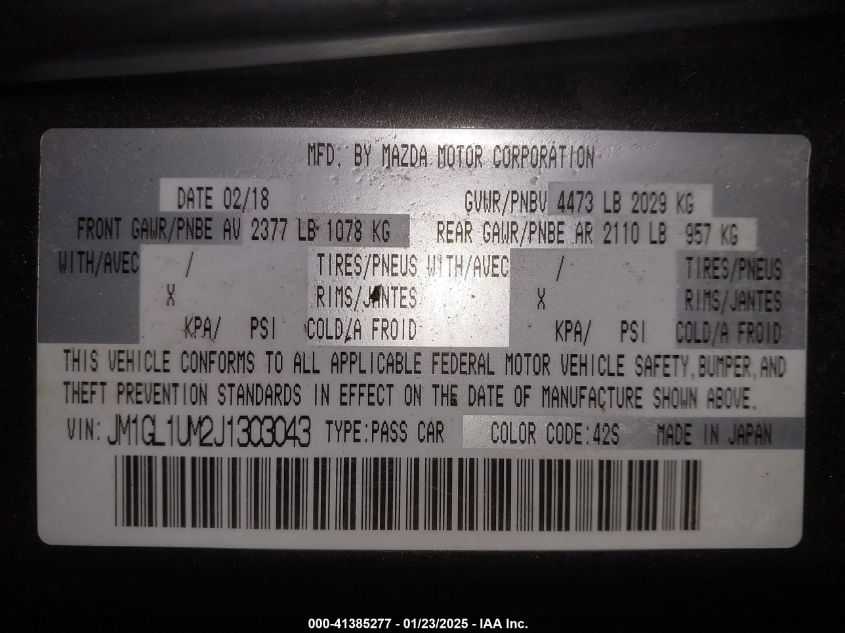 MFD. BY MAZDA MOTOR CORPORATION
DATE 02/18 GVWR/PNBV 4473 LB 2029 KG
FRONT GAWR/PNBE AV 2377 LB 1078 KG REAR GAWR/PNBE AR 2110 LB 957 KG
WITH/AVEC / TIRES/PNEUS WITH/AVEC / TIRES/PNEUS
X RIMS/JANTES X RIMS/JANTES
KPA/ PSI COLD/A FROID KPA/ PSI COLD/A FROID
THIS VEHICLE CONFORMS TO ALL APPLICABLE FEDERAL MOTOR VEHICLE SAFETY, BUMPER, AND
THEFT PREVENTION STANDARDS IN EFFECT ON THE DATE OF MANUFACTURE SHOWN ABOVE.
VIN: JM1GL1UM2J1303043 TYPE:PASS CAR COLOR CODE:42S MADE IN JAPAN
000-41385277 - 01/23/2025 - IAA Inc.